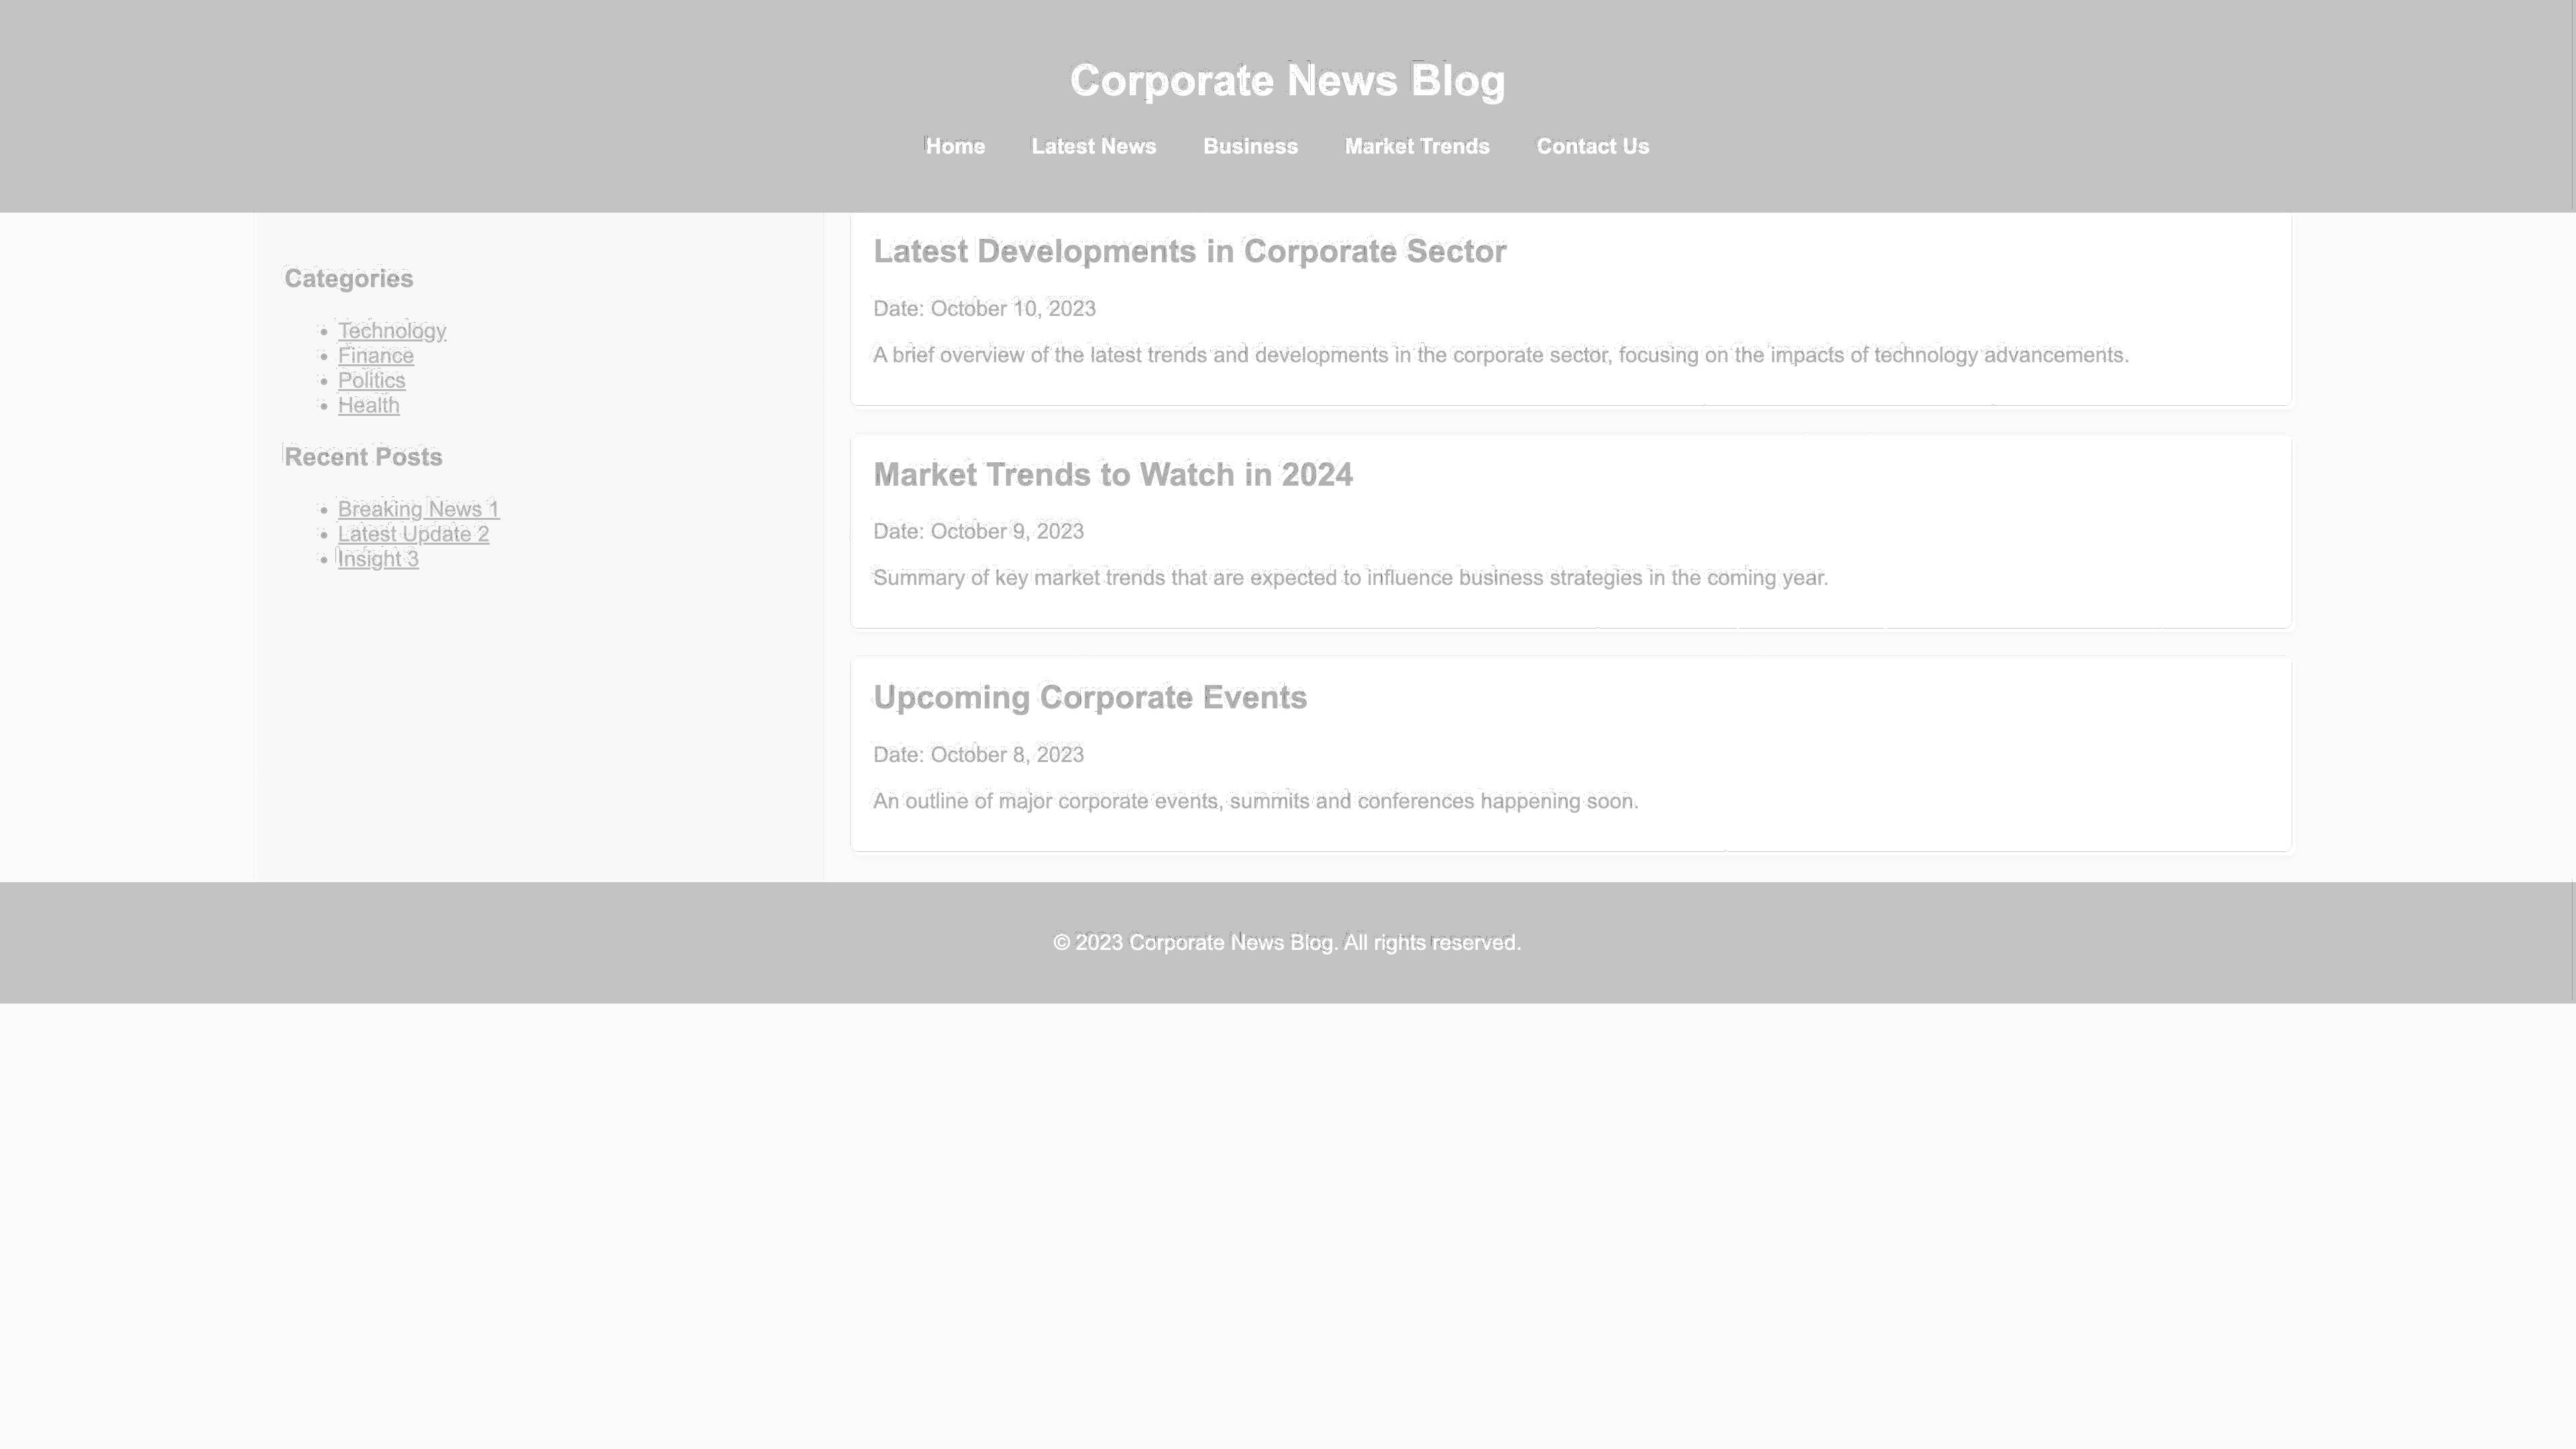 Corporate News Blog
Home Latest News Business Market Trends Contact Us
Categories
Technology
Finance
Politics
Health
Recent Posts
Breaking News 1
Latest Update 2
Insight 3
Latest Developments in Corporate Sector
Date: October 10, 2023
A brief overview of the latest trends and developments in the corporate sector, focusing on the impacts of technology advancements.
Market Trends to Watch in 2024
Date: October 9, 2023
Summary of key market trends that are expected to influence business strategies in the coming year.
Upcoming Corporate Events
Date: October 8, 2023
An outline of major corporate events, summits and conferences happening soon.
© 2023 Corporate News Blog. All rights reserved.